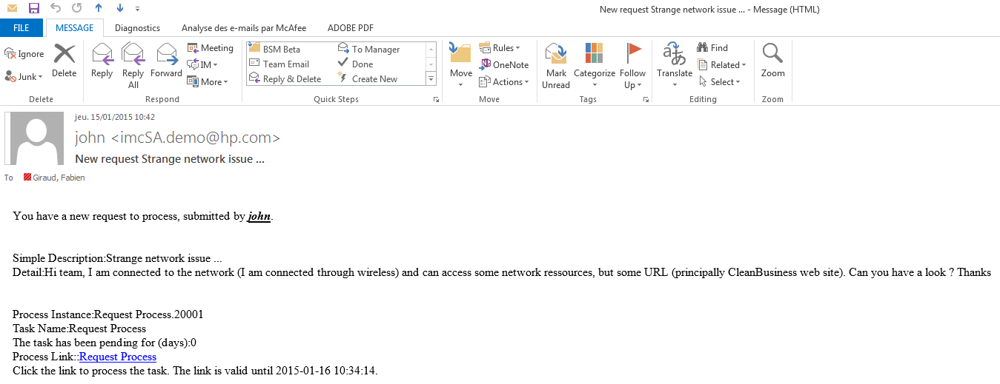 New request Strange network issue ... - Message (HTML)
FILE MESSAGE Diagnostics Analyse des e-mails par McAfee ADOBE PDF
Ignore
Junk
Delete
Delete
Reply
Reply All
Forward
Meeting
IM
More
Respond
BSM Beta
Team Email
Reply & Delete
To Manager
Done
Create New
Quick Steps
Move
Rules
OneNote
Actions
Move
Mark Unread
Categorize
Follow Up
Tags
Translate
Find
Related
Select
Editing
Zoom
Zoom
jeu. 15/01/2015 10:42
john <imcSA.demo@hp.com>
New request Strange network issue ...
To Giraud, Fabien
You have a new request to process, submitted by john.
Simple Description:Strange network issue ...
Detail:Hi team, I am connected to the network (I am connected through wireless) and can access some network ressources, but some URL (principally CleanBusiness web site). Can you have a look ? Thanks
Process Instance:Request Process.20001
Task Name:Request Process
The task has been pending for (days):0
Process Link::Request Process
Click the link to process the task. The link is valid until 2015-01-16 10:34:14.